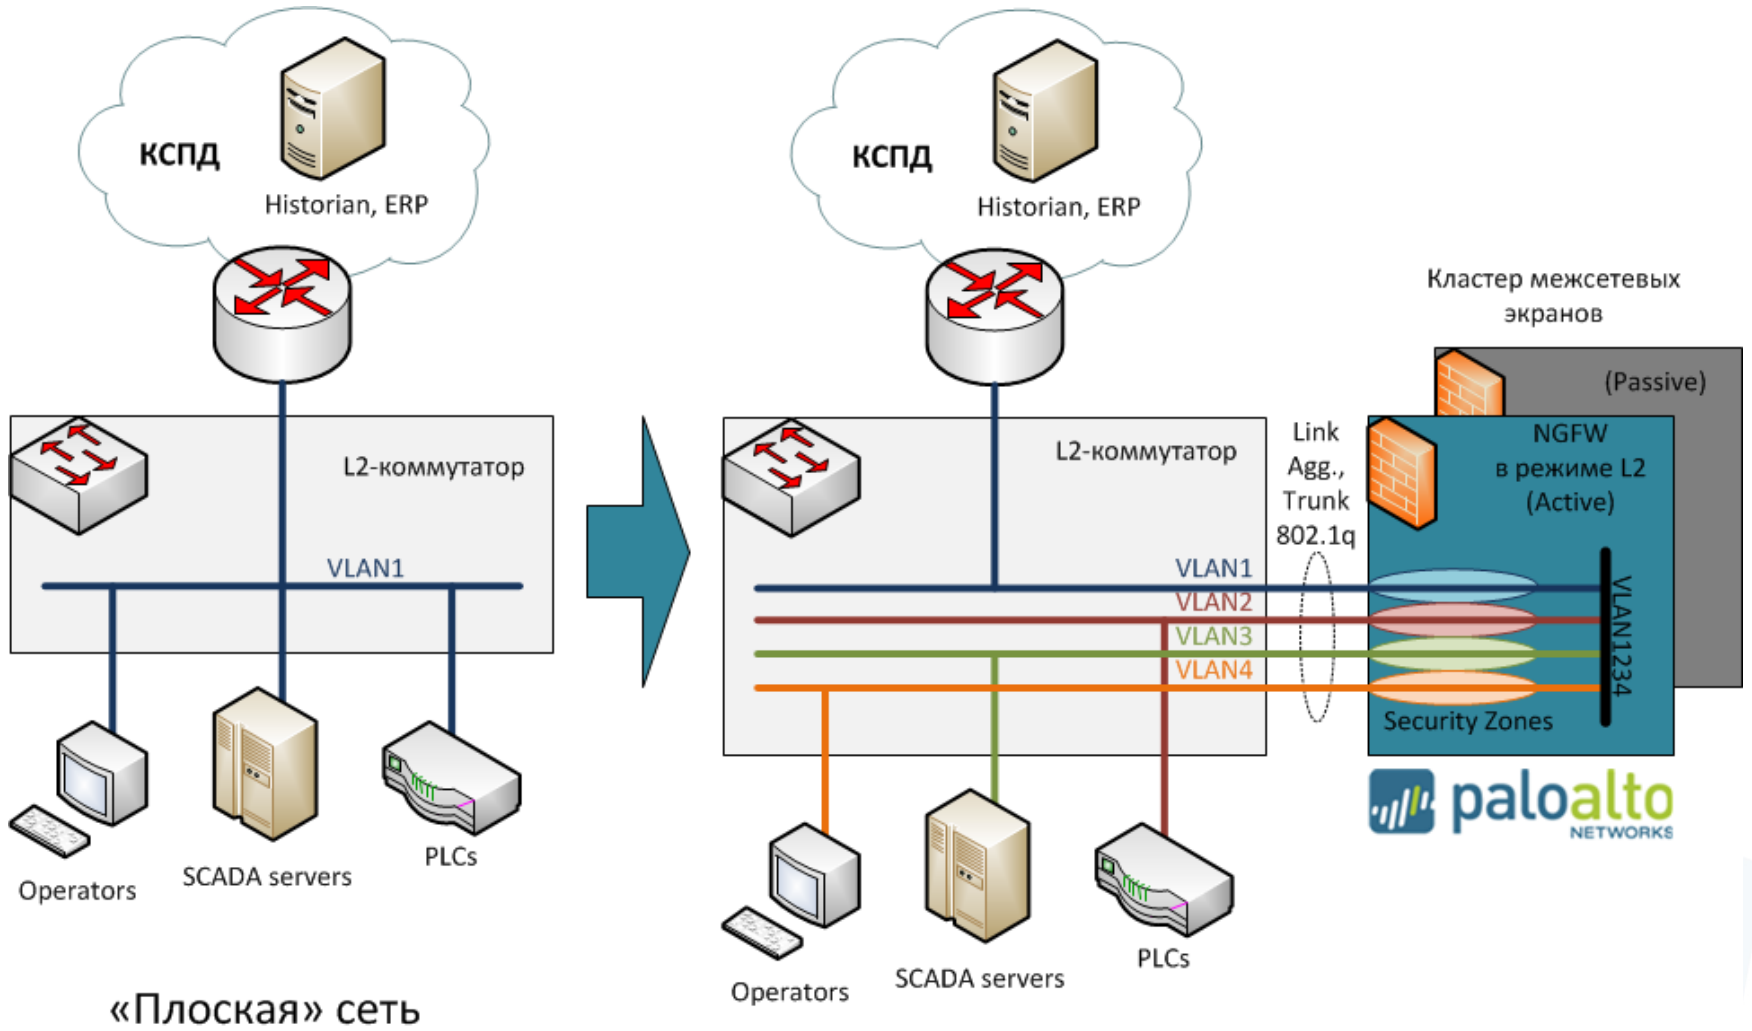 КСПД
Historian, ERP
L2-коммутатор
VLAN1
Operators
SCADA servers
PLCs
«Плоская» сеть
КСПД
Historian, ERP
L2-коммутатор
VLAN1
VLAN2
VLAN3
VLAN4
Operators
SCADA servers
PLCs
Link
Agg.,
Trunk
802.1q
Кластер межсетевых
экранов
(Passive)
NGFW
в режиме L2
(Active)
VLAN1234
Security Zones
paloalto
NETWORKS